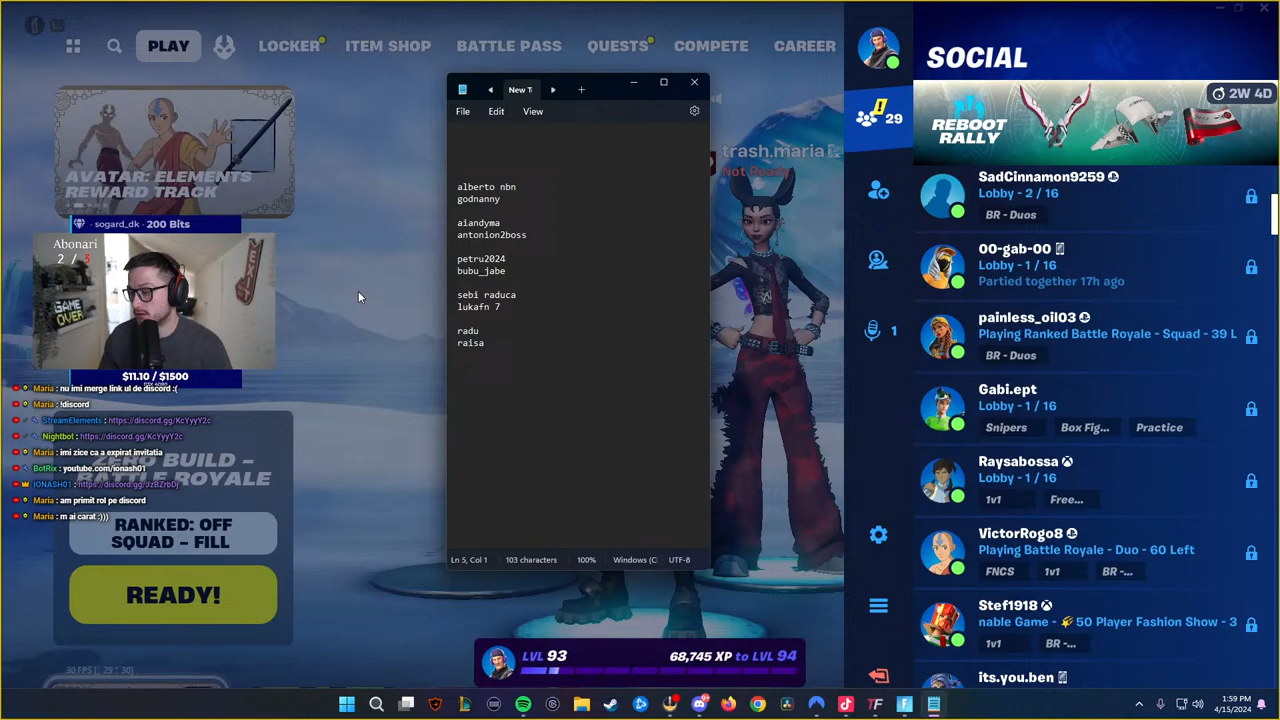 PLAY
LOCKER
ITEM SHOP
BATTLE PASS
QUESTS
COMPETE
CAREER
SOCIAL
29
2W 4D
REBOOT
RALLY
AVATAR: ELEMENTS
REWARD TRACK
sogard_dk - 200 Bits
Abonari
2 / 3
MEXIT
GAME
OVER
$11.10 / $1500
Maria : nu imi merge link ul de discord :(
Maria : !discord
StreamElements : https://discord.gg/KcYyyY2c
Nightbot : https://discord.gg/KcYyyY2c
Maria : imi zice ca a expirat invitatia
BotRix : youtube.com/ionash01
IONASH01 : https://discord.gg/JzBZrbDj
Maria : am primit rol pe discord
Maria : m ai carat :)))
ZERO BUILD –
BATTLE ROYALE
RANKED: OFF
SQUAD – FILL
READY!
New T
File
Edit
View
alberto nbn
godnanny
aiandyma
antonion2boss
petru2024
bubu_jabe
sebi raduca
lukafn 7
radu
raisa
Ln 5, Col 1
103 characters
100%
Windows (C
UTF-8
trash.maria
Not Ready
LVL 93
68,745 XP to LVL 94
1
SadCinnamon9259
Lobby - 2 / 16
BR - Duos
00-gab-00
Lobby - 1 / 16
Partied together 17h ago
painless_oil03
Playing Ranked Battle Royale - Squad - 39 L
BR - Duos
Gabi.ept
Lobby - 1 / 16
Snipers
Box Fig...
Practice
Raysabossa
Lobby - 1 / 16
1v1
Free...
VictorRogo8
Playing Battle Royale - Duo - 60 Left
FNCS
1v1
BR -...
Stef1918
nable Game - 50 Player Fashion Show - 3
1v1
BR -...
its.you.ben
1:59 PM
4/15/2024